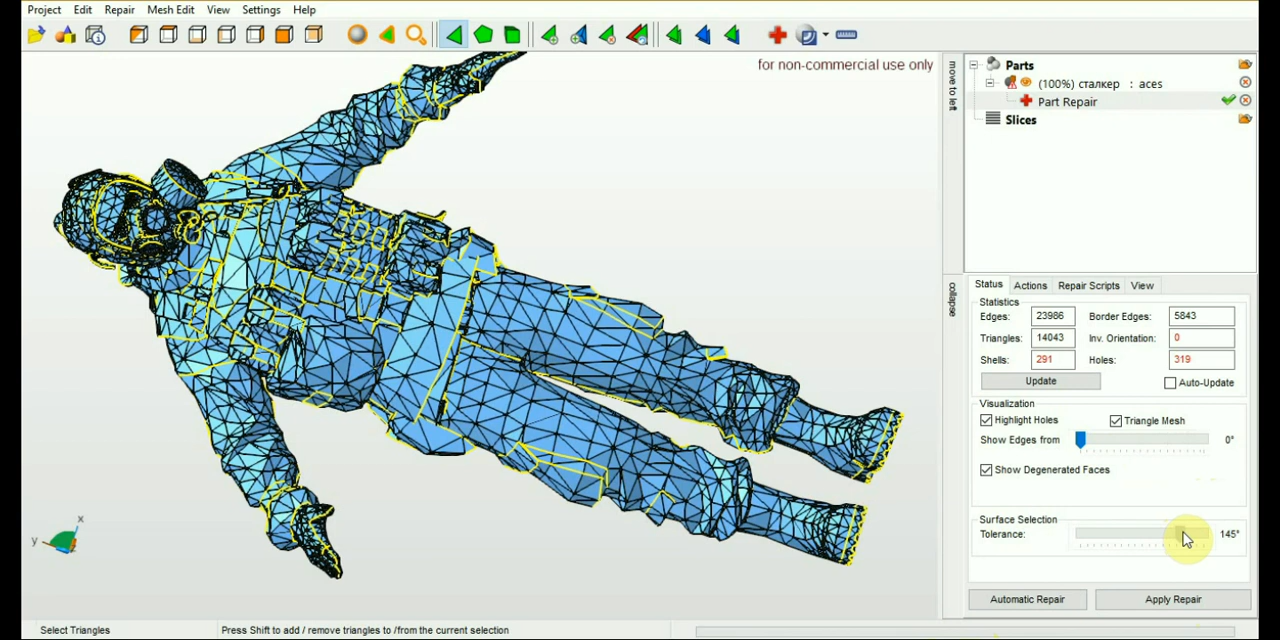 Project Edit Repair Mesh Edit View Settings Help
for non-commercial use only
move to left
Parts
(100%) сталкер : aces
Part Repair
Slices
collapse
Status Actions Repair Scripts View
Statistics
Edges: 23986 Border Edges: 5843
Triangles: 14043 Inv. Orientation: 0
Shells: 291 Holes: 319
Update Auto-Update
Visualization
Highlight Holes Triangle Mesh
Show Edges from 0°
Show Degenerated Faces
Surface Selection
Tolerance: 145°
Automatic Repair Apply Repair
x
y
Select Triangles Press Shift to add / remove triangles to /from the current selection